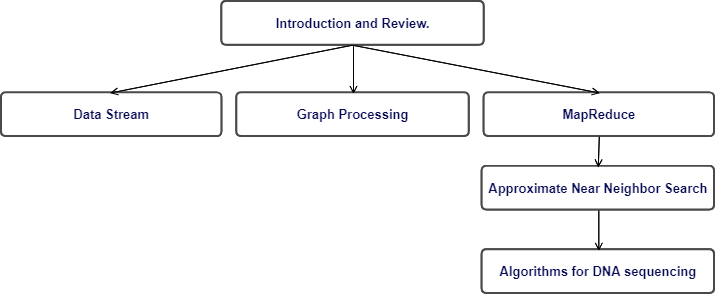 Introduction and Review.
Data Stream
Graph Processing
MapReduce
Approximate Near Neighbor Search
Algorithms for DNA sequencing